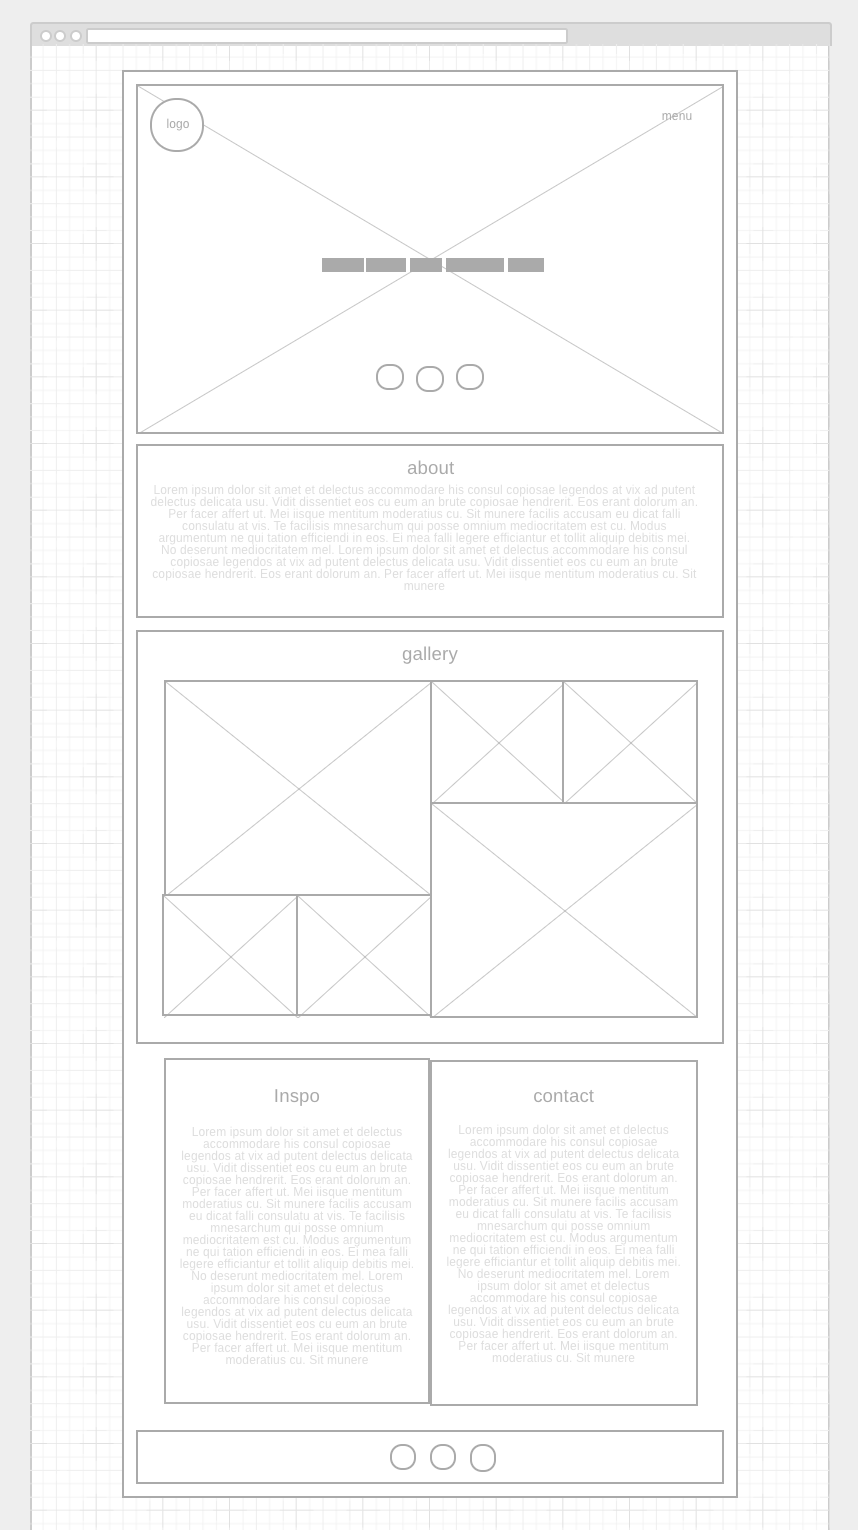 logo
menu
about
Lorem ipsum dolor sit amet et delectus accommodare his consul copiosae legendos at vix ad putent
delectus delicata usu. Vidit dissentiet eos cu eum an brute copiosae hendrerit. Eos erant dolorum an.
Per facer affert ut. Mei iisque mentitum moderatius cu. Sit munere facilis accusam eu dicat falli
consulatu at vis. Te facilisis mnesarchum qui posse omnium mediocritatem est cu. Modus
argumentum ne qui tation efficiendi in eos. Ei mea falli legere efficiantur et tollit aliquip debitis mei.
No deserunt mediocritatem mel. Lorem ipsum dolor sit amet et delectus accommodare his consul
copiosae legendos at vix ad putent delectus delicata usu. Vidit dissentiet eos cu eum an brute
copiosae hendrerit. Eos erant dolorum an. Per facer affert ut. Mei iisque mentitum moderatius cu. Sit
munere
gallery
Inspo
Lorem ipsum dolor sit amet et delectus
accommodare his consul copiosae
legendos at vix ad putent delectus delicata
usu. Vidit dissentiet eos cu eum an brute
copiosae hendrerit. Eos erant dolorum an.
Per facer affert ut. Mei iisque mentitum
moderatius cu. Sit munere facilis accusam
eu dicat falli consulatu at vis. Te facilisis
mnesarchum qui posse omnium
mediocritatem est cu. Modus argumentum
ne qui tation efficiendi in eos. Ei mea falli
legere efficiantur et tollit aliquip debitis mei.
No deserunt mediocritatem mel. Lorem
ipsum dolor sit amet et delectus
accommodare his consul copiosae
legendos at vix ad putent delectus delicata
usu. Vidit dissentiet eos cu eum an brute
copiosae hendrerit. Eos erant dolorum an.
Per facer affert ut. Mei iisque mentitum
moderatius cu. Sit munere
contact
Lorem ipsum dolor sit amet et delectus
accommodare his consul copiosae
legendos at vix ad putent delectus delicata
usu. Vidit dissentiet eos cu eum an brute
copiosae hendrerit. Eos erant dolorum an.
Per facer affert ut. Mei iisque mentitum
moderatius cu. Sit munere facilis accusam
eu dicat falli consulatu at vis. Te facilisis
mnesarchum qui posse omnium
mediocritatem est cu. Modus argumentum
ne qui tation efficiendi in eos. Ei mea falli
legere efficiantur et tollit aliquip debitis mei.
No deserunt mediocritatem mel. Lorem
ipsum dolor sit amet et delectus
accommodare his consul copiosae
legendos at vix ad putent delectus delicata
usu. Vidit dissentiet eos cu eum an brute
copiosae hendrerit. Eos erant dolorum an.
Per facer affert ut. Mei iisque mentitum
moderatius cu. Sit munere